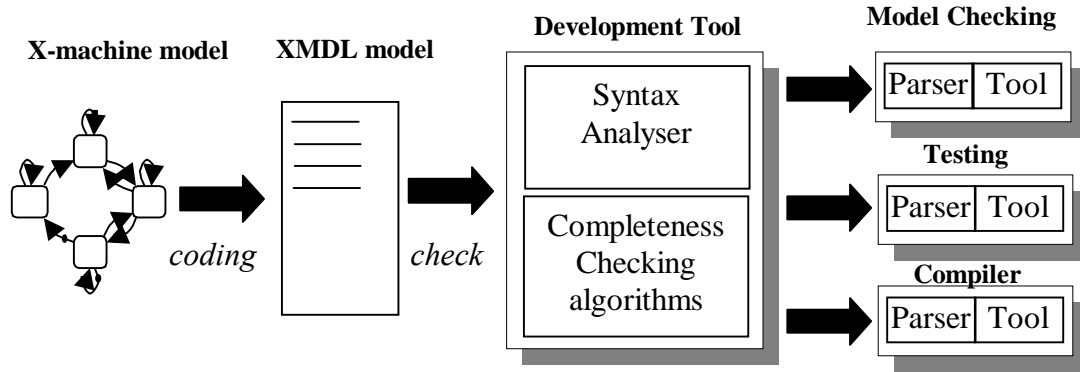 X-machine model
coding
XMDL model
check
Development Tool
Syntax
Analyser
Completeness
Checking
algorithms
Model Checking
Parser Tool
Testing
Parser Tool
Compiler
Parser Tool